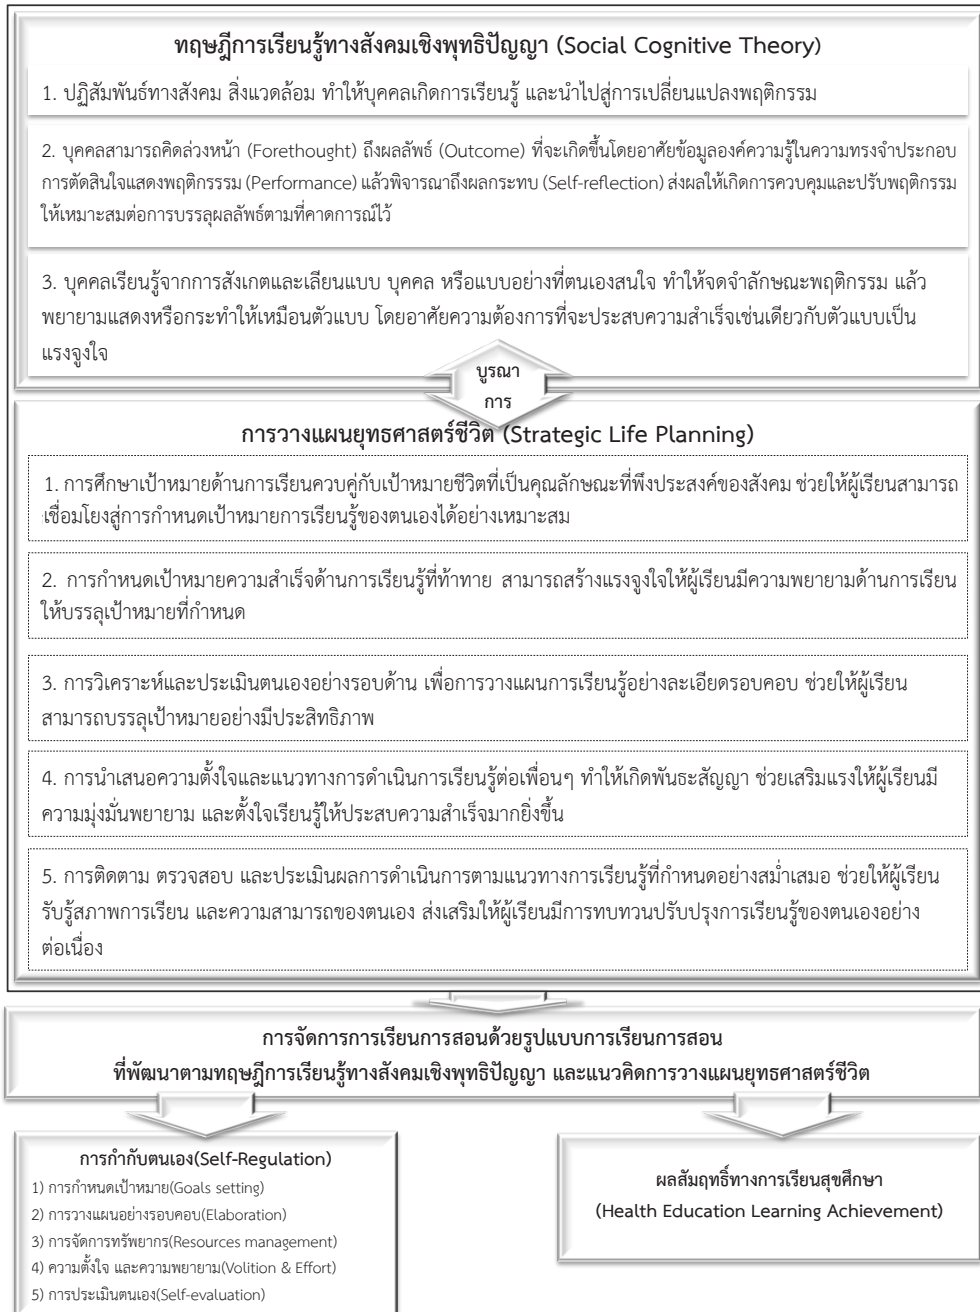 ทฤษฎีการเรียนรู้ทางสังคมเชิงพุทธิปัญญา (Social Cognitive Theory)
1. ปฏิสัมพันธ์ทางสังคม สิ่งแวดล้อม ทำให้บุคคลเกิดการเรียนรู้ และนำไปสู่การเปลี่ยนแปลงพฤติกรรม
2. บุคคลสามารถคิดล่วงหน้า (Forethought) ถึงผลลัพธ์ (Outcome) ที่จะเกิดขึ้นโดยอาศัยข้อมูลองค์ความรู้ในความทรงจำประกอบ
การตัดสินใจแสดงพฤติกรรรม (Performance) แล้วพิจารณาถึงผลกระทบ (Self-reflection) ส่งผลให้เกิดการควบคุมและปรับพฤติกรรม
ให้เหมาะสมต่อการบรรลุผลลัพธ์ตามที่คาดการณ์ไว้
3. บุคคลเรียนรู้จากการสังเกตและเลียนแบบ บุคคล หรือแบบอย่างที่ตนเองสนใจ ทำให้จดจำลักษณะพฤติกรรม แล้ว
พยายามแสดงหรือกระทำให้เหมือนตัวแบบ โดยอาศัยความต้องการที่จะประสบความสำเร็จเช่นเดียวกับตัวแบบเป็น
แรงจูงใจ
บูรณา
การ
การวางแผนยุทธศาสตร์ชีวิต (Strategic Life Planning)
1. การศึกษาเป้าหมายด้านการเรียนควบคู่กับเป้าหมายชีวิตที่เป็นคุณลักษณะที่พึงประสงค์ของสังคม ช่วยให้ผู้เรียนสามารถ
เชื่อมโยงสู่การกำหนดเป้าหมายการเรียนรู้ของตนเองได้อย่างเหมาะสม
2. การกำหนดเป้าหมายความสำเร็จด้านการเรียนรู้ที่ท้าทาย สามารถสร้างแรงจูงใจให้ผู้เรียนมีความพยายามด้านการเรียน
ให้บรรลุเป้าหมายที่กำหนด
3. การวิเคราะห์และประเมินตนเองอย่างรอบด้าน เพื่อการวางแผนการเรียนรู้อย่างละเอียดรอบคอบ ช่วยให้ผู้เรียน
สามารถบรรลุเป้าหมายอย่างมีประสิทธิภาพ
4. การนำเสนอความตั้งใจและแนวทางการดำเนินการเรียนรู้ต่อเพื่อนๆ ทำให้เกิดพันธะสัญญา ช่วยเสริมแรงให้ผู้เรียนมี
ความมุ่งมั่นพยายาม และตั้งใจเรียนรู้ให้ประสบความสำเร็จมากยิ่งขึ้น
5. การติดตาม ตรวจสอบ และประเมินผลการดำเนินการตามแนวทางการเรียนรู้ที่กำหนดอย่างสม่ำเสมอ ช่วยให้ผู้เรียน
รับรู้สภาพการเรียน และความสามารถของตนเอง ส่งเสริมให้ผู้เรียนมีการทบทวนปรับปรุงการเรียนรู้ของตนเองอย่าง
ต่อเนื่อง
การจัดการการเรียนการสอนด้วยรูปแบบการเรียนการสอน
ที่พัฒนาตามทฤษฎีการเรียนรู้ทางสังคมเชิงพุทธิปัญญา และแนวคิดการวางแผนยุทธศาสตร์ชีวิต
การกำกับตนเอง(Self-Regulation)
1) การกำหนดเป้าหมาย(Goals setting)
2) การวางแผนอย่างรอบคอบ(Elaboration)
3) การจัดการทรัพยากร(Resources management)
4) ความตั้งใจ และความพยายาม(Volition & Effort)
5) การประเมินตนเอง(Self-evaluation)
ผลสัมฤทธิ์ทางการเรียนสุขศึกษา
(Health Education Learning Achievement)